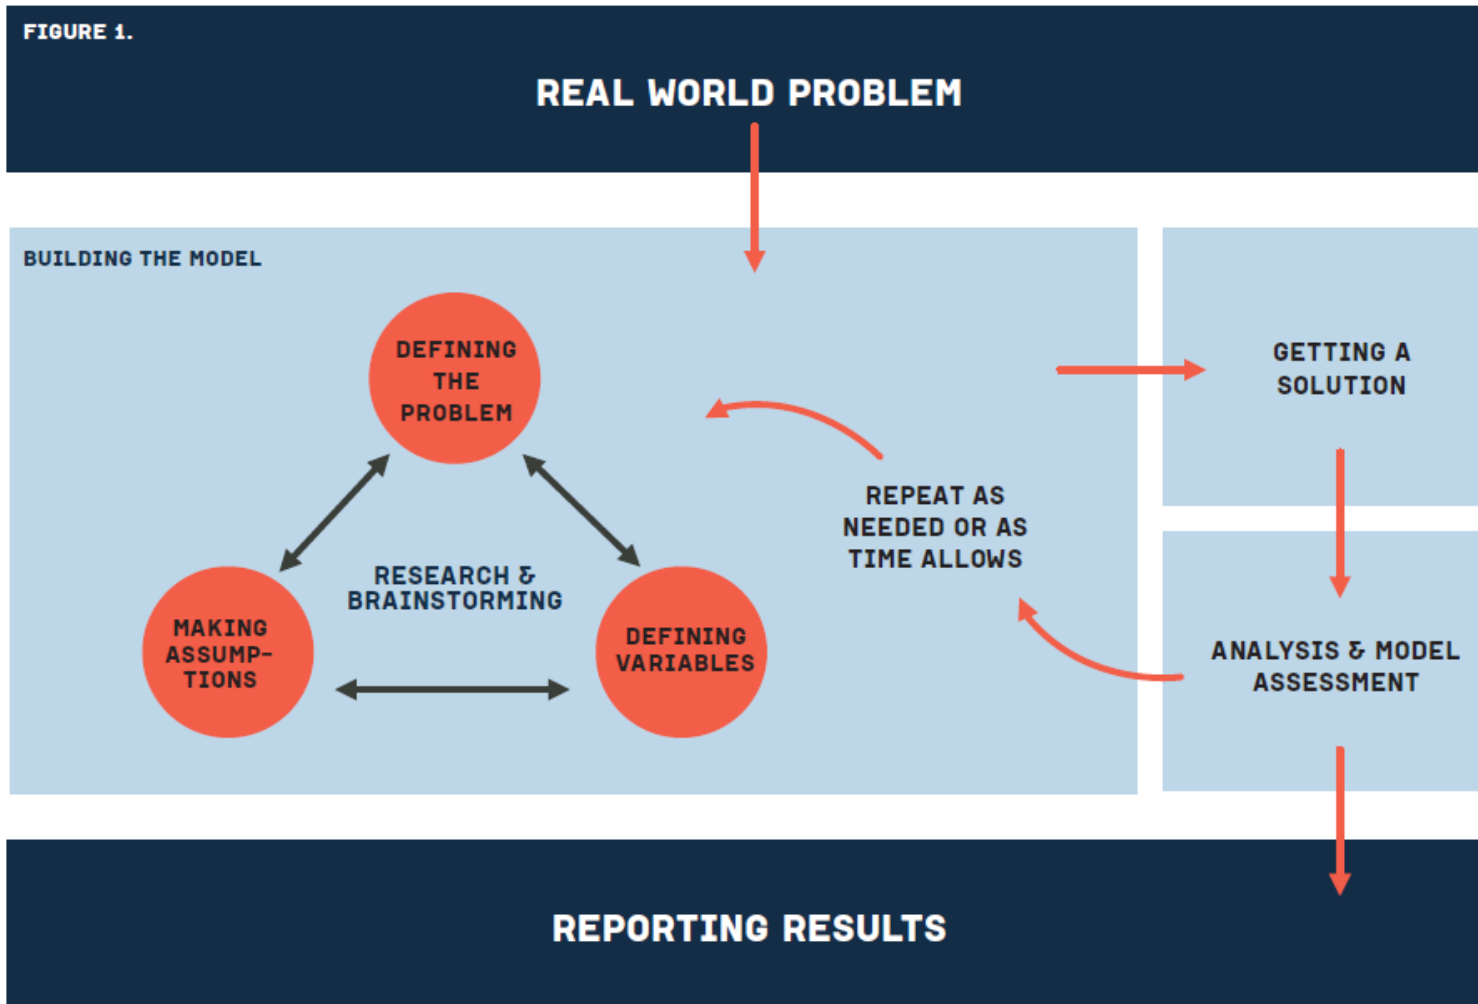 FIGURE 1.
REAL WORLD PROBLEM
BUILDING THE MODEL
DEFINING
THE
PROBLEM
RESEARCH &
BRAINSTORMING
MAKING
ASSUMP-
TIONS
DEFINING
VARIABLES
REPEAT AS
NEEDED OR AS
TIME ALLOWS
GETTING A
SOLUTION
ANALYSIS & MODEL
ASSESSMENT
REPORTING RESULTS